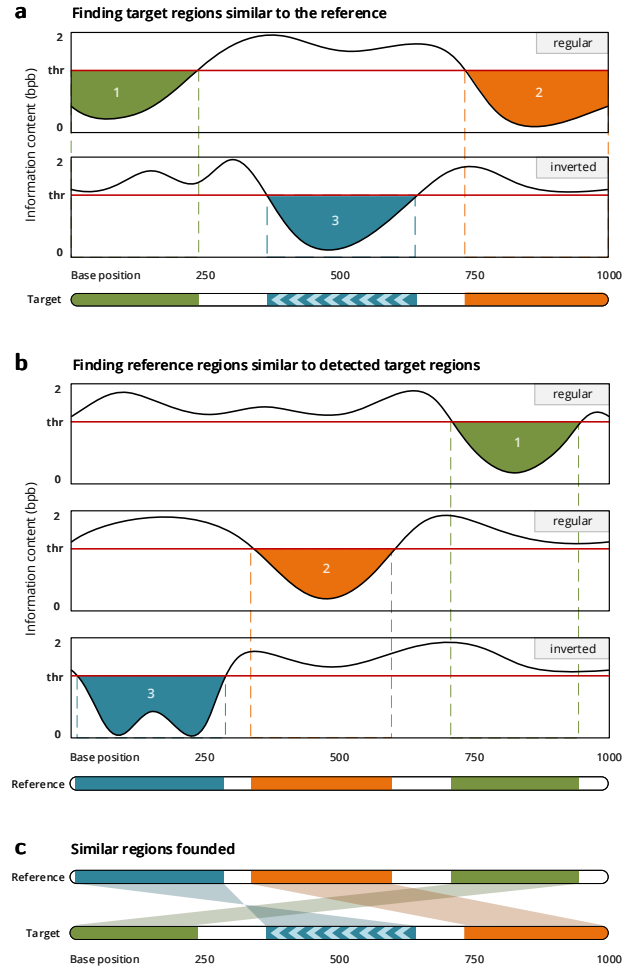 a Finding target regions similar to the reference
2
regular
thr
1
2
0
2
inverted
thr
3
0
Information content (bpb)
Base position 250 500 750 1000
Target
b Finding reference regions similar to detected target regions
2
regular
thr
1
0
2
regular
thr
2
0
2
inverted
thr
3
0
Information content (bpb)
Base position 250 500 750 1000
Reference
c Similar regions founded
Reference
Target
Base position 250 500 750 1000